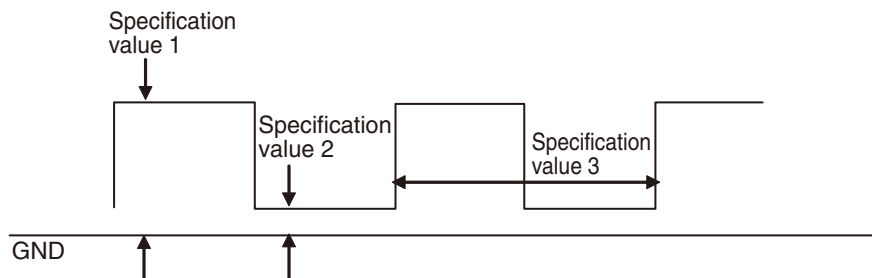 Specification
value 1
Specification
value 2
Specification
value 3
GND